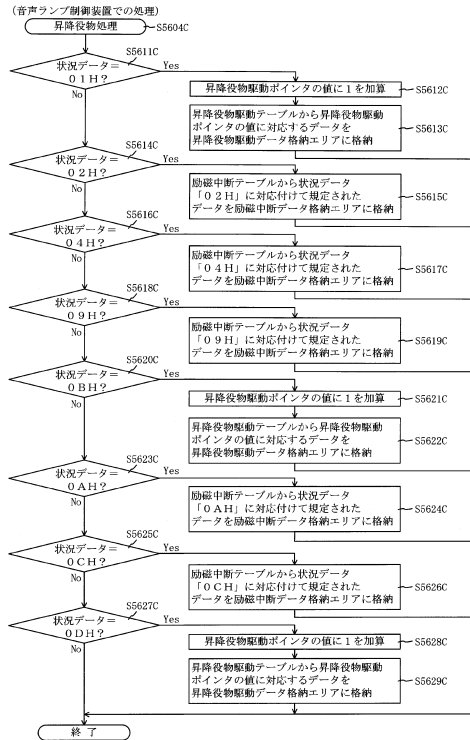 (音声ランプ制御装置での処理)
昇降役物処理
S5604C
S5611C
状況データ=
01H?
Yes
No
昇降役物駆動ポインタの値に1を加算
S5612C
昇降役物駆動テーブルから昇降役物駆動
ポインタの値に対応するデータを
昇降役物駆動データ格納エリアに格納
S5613C
S5614C
状況データ=
02H?
Yes
No
励磁中断テーブルから状況データ
「02H」に対応付けて規定された
データを励磁中断データ格納エリアに格納
S5615C
S5616C
状況データ=
04H?
Yes
No
励磁中断テーブルから状況データ
「04H」に対応付けて規定された
データを励磁中断データ格納エリアに格納
S5617C
S5618C
状況データ=
09H?
Yes
No
励磁中断テーブルから状況データ
「09H」に対応付けて規定された
データを励磁中断データ格納エリアに格納
S5619C
S5620C
状況データ=
0BH?
Yes
No
昇降役物駆動ポインタの値に1を加算
S5621C
昇降役物駆動テーブルから昇降役物駆動
ポインタの値に対応するデータを
昇降役物駆動データ格納エリアに格納
S5622C
S5623C
状況データ=
0AH?
Yes
No
励磁中断テーブルから状況データ
「0AH」に対応付けて規定された
データを励磁中断データ格納エリアに格納
S5624C
S5625C
状況データ=
0CH?
Yes
No
励磁中断テーブルから状況データ
「0CH」に対応付けて規定された
データを励磁中断データ格納エリアに格納
S5626C
S5627C
状況データ=
0DH?
Yes
No
昇降役物駆動ポインタの値に1を加算
S5628C
昇降役物駆動テーブルから昇降役物駆動
ポインタの値に対応するデータを
昇降役物駆動データ格納エリアに格納
S5629C
終了